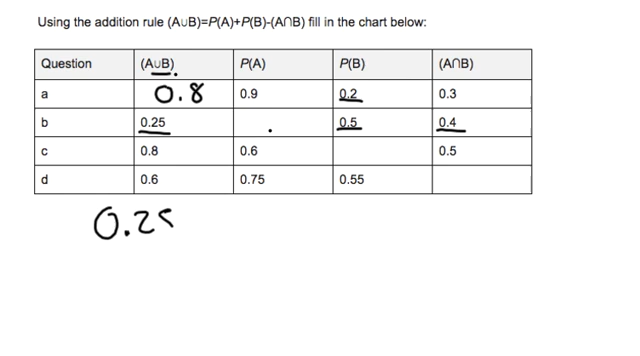 Using the addition rule (A∪B)=P(A)+P(B)-(A∩B) fill in the chart below:
Question (A∪B) P(A) P(B) (A∩B)
a 0.8 0.9 0.2 0.3
b 0.25 0.5 0.4
c 0.8 0.6 0.5
d 0.6 0.75 0.55
0.25